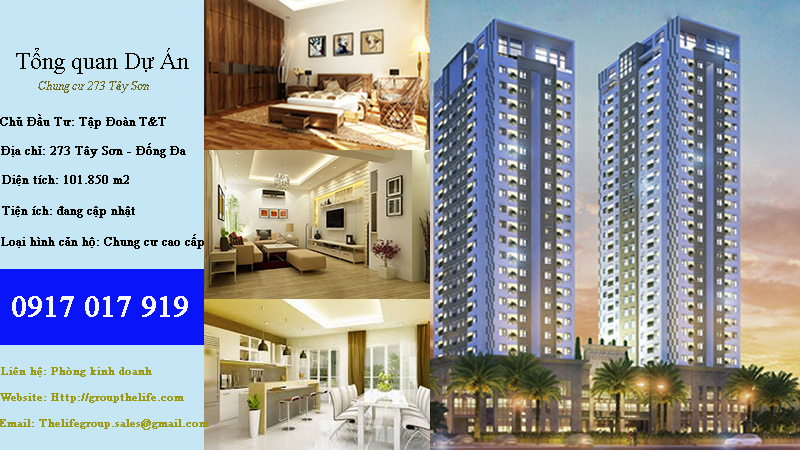 Tổng quan Dự Án
Chung cư 273 Tây Sơn
Chủ Đầu Tư: Tập Đoàn T&T
Địa chỉ: 273 Tây Sơn - Đống Đa
Diện tích: 101.850 m2
Tiện ích: đang cập nhật
Loại hình căn hộ: Chung cư cao cấp
0917 017 919
Liên hệ: Phòng kinh doanh
Website: Http://groupthelife.com
Email: Thelifegroup.sales@gmail.com